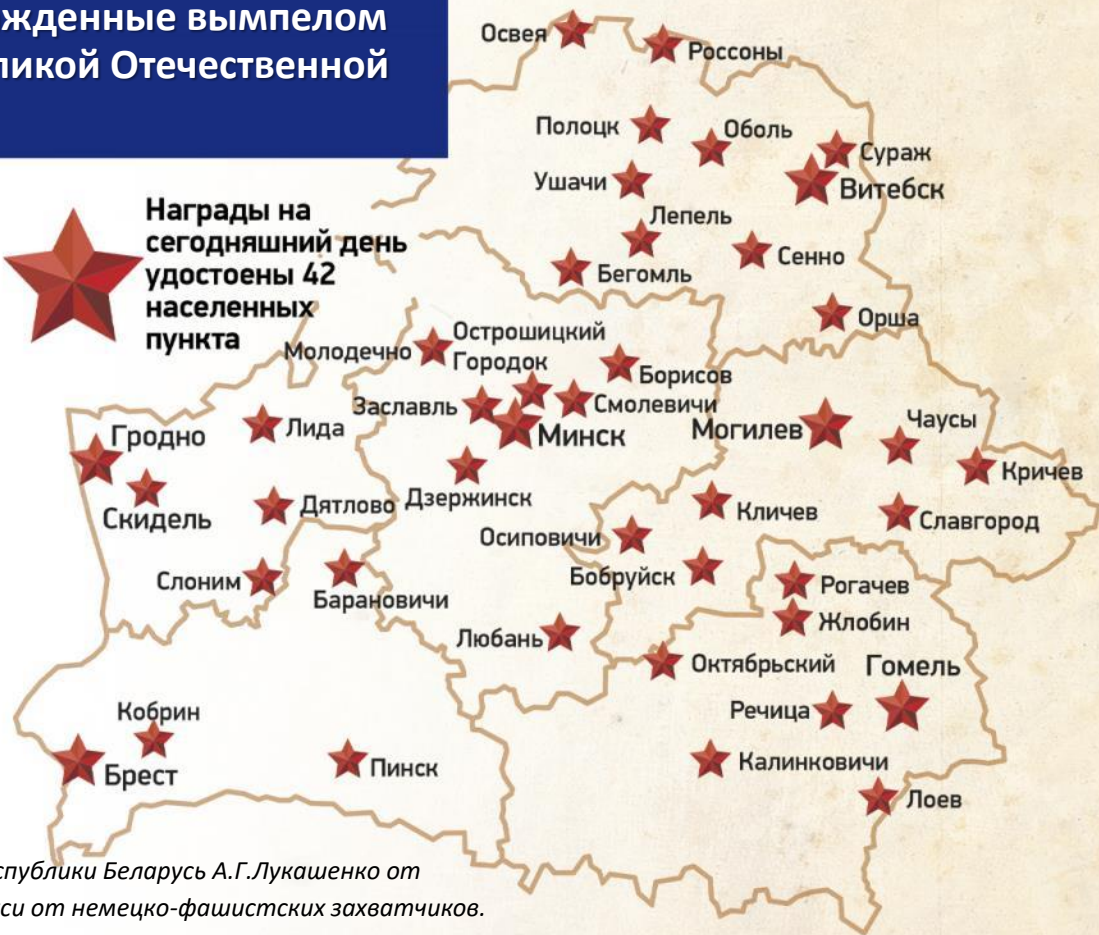 жденные вымпелом
ликой Отечественной
Награды на
сегодняшний день
удостоены 42
населенных
пункта
Освея
Россоны
Полоцк
Оболь
Сураж
Ушачи
Витебск
Лепель
Сенно
Бегомль
Орша
Острошицкий
Городок
Молодечно
Борисов
Заславль
Смолевичи
Минск
Могилев
Чаусы
Гродно
Лида
Кричев
Скидель
Дятлово
Дзержинск
Кличев
Славгород
Осиповичи
Слоним
Барановичи
Бобруйск
Рогачев
Жлобин
Любань
Октябрьский
Гомель
Кобрин
Речица
Брест
Пинск
Калинковичи
Лоев
спублики Беларусь А.Г.Лукашенко от
си от немецко-фашистских захватчиков.